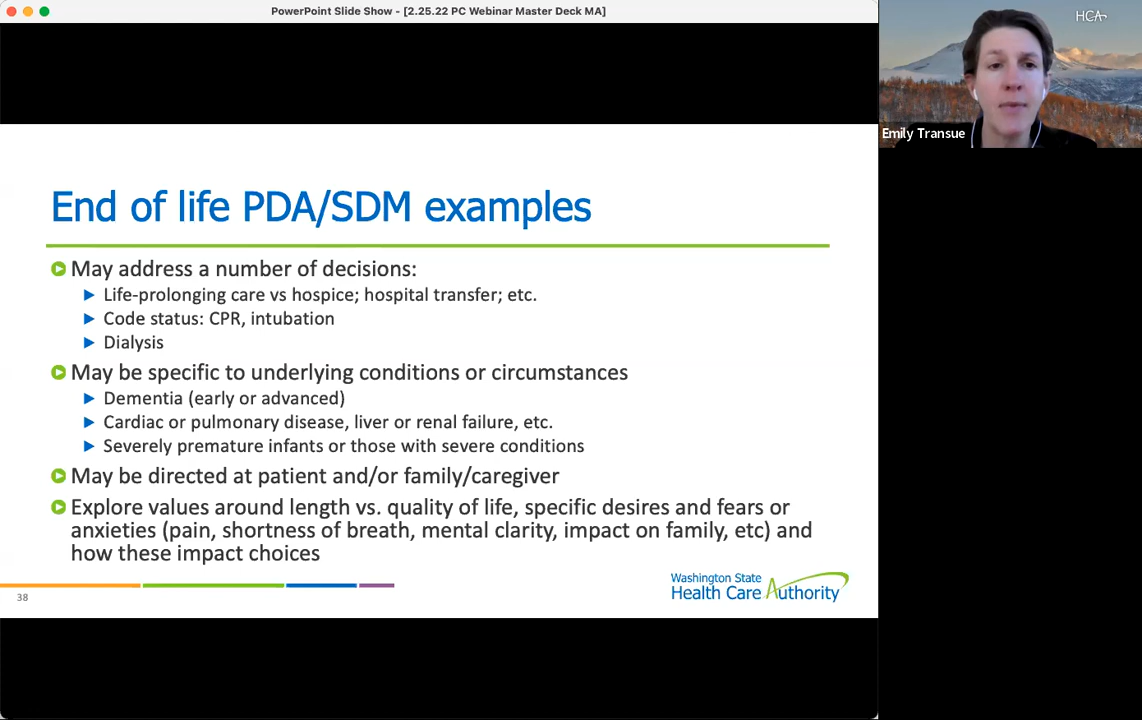 PowerPoint Slide Show - [2.25.22 PC Webinar Master Deck MA]
HCA
Emily Transue
End of life PDA/SDM examples
May address a number of decisions:
Life-prolonging care vs hospice; hospital transfer; etc.
Code status: CPR, intubation
Dialysis
May be specific to underlying conditions or circumstances
Dementia (early or advanced)
Cardiac or pulmonary disease, liver or renal failure, etc.
Severely premature infants or those with severe conditions
May be directed at patient and/or family/caregiver
Explore values around length vs. quality of life, specific desires and fears or
anxieties (pain, shortness of breath, mental clarity, impact on family, etc) and
how these impact choices
38
Washington State
Health Care Authority